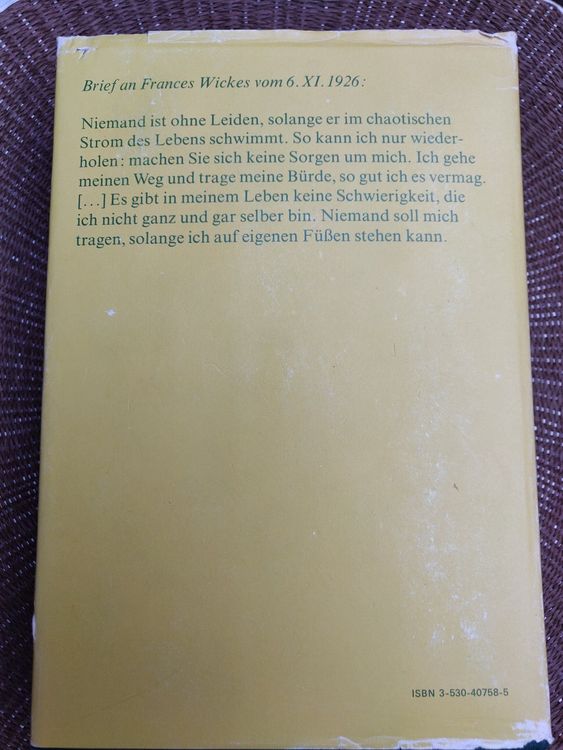 Brief an Frances Wickes vom 6. XI. 1926:
Niemand ist ohne Leiden, solange er im chaotischen
Strom des Lebens schwimmt. So kann ich nur wieder-
holen: machen Sie sich keine Sorgen um mich. Ich gehe
meinen Weg und trage meine Bürde, so gut ich es vermag.
[...] Es gibt in meinem Leben keine Schwierigkeit, die
ich nicht ganz und gar selber bin. Niemand soll mich
tragen, solange ich auf eigenen Füßen stehen kann.
ISBN 3-530-40758-5